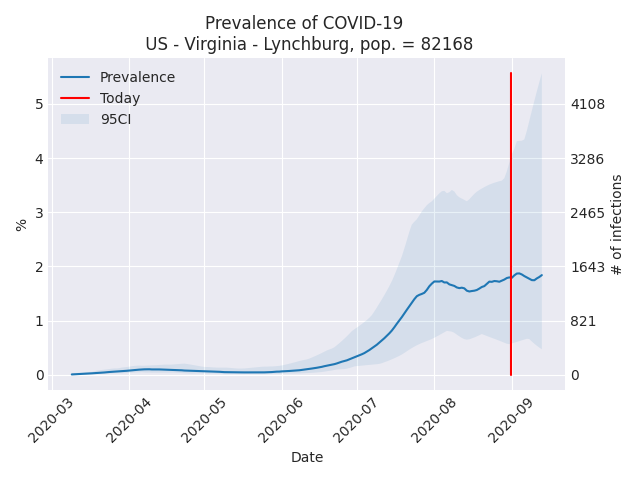 Prevalence of COVID-19
US - Virginia - Lynchburg, pop. = 82168
Prevalence
Today
95CI
5
4
3
2
1
0
%
4108
3286
2465
1643
821
0
# of infections
2020-03
2020-04
2020-05
2020-06
2020-07
2020-08
2020-09
Date